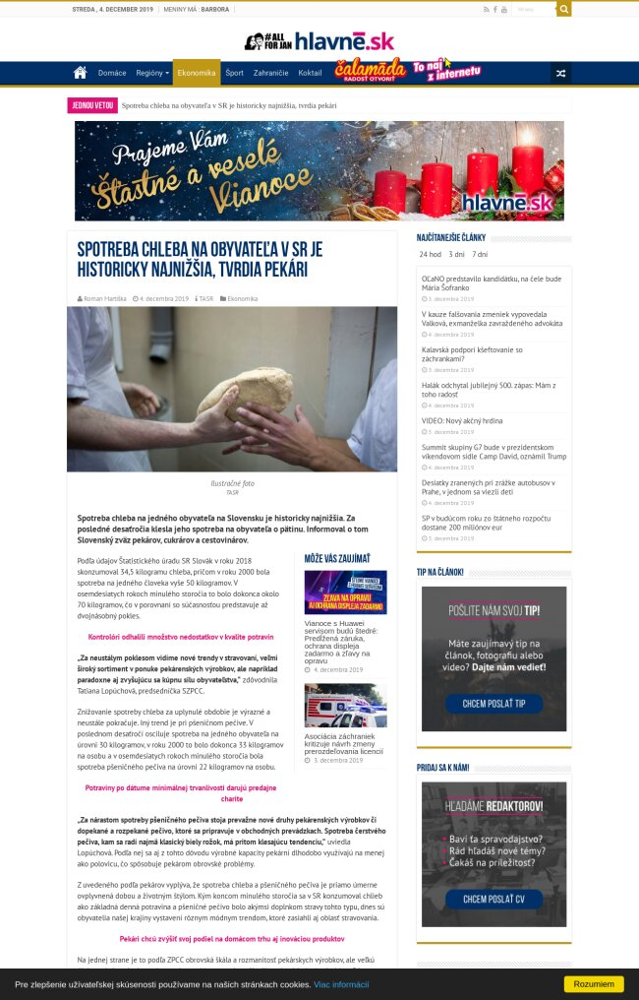 STREDA , 4. DECEMBER 2019
MENINY MÁ : BARBORA
#ALL FOR JAN
hlavné.sk
Domáce Regióny Ekonomika Šport Zahraničie Koktail
čalamáda
RADOSŤ OTVORIŤ
To naj z internetu
JEDNOU VETOU
Spotreba chleba na obyvateľa v SR je historicky najnižšia, tvrdia pekári
Prajeme Vám
Šťastné a veselé
Vianoce
hlavné.sk
SPOTREBA CHLEBA NA OBYVATEĽA V SR JE
HISTORICKY NAJNIŽŠIA, TVRDIA PEKÁRI
Roman Martiška 4. decembra 2019 TASR Ekonomika
Ilustračné foto
TASR
Spotreba chleba na jedného obyvateľa na Slovensku je historicky najnižšia. Za
posledné desaťročia klesla jeho spotreba na obyvateľa o pätinu. Informoval o tom
Slovenský zväz pekárov, cukrárov a cestovinárov.
Podľa údajov Štatistického úradu SR Slovák v roku 2018
skonzumoval 34,5 kilogramu chleba, pričom v roku 2000 bola
spotreba na jedného človeka vyše 50 kilogramov. V
osemdesiatych rokoch minulého storočia to bolo dokonca okolo
70 kilogramov, čo v porovnaní so súčasnosťou predstavuje až
dvojnásobný pokles.
Kontrolóri odhalili množstvo nedostatkov v kvalite potravín
„Za neustálym poklesom vidíme nové trendy v stravovaní, veľmi
široký sortiment v ponuke pekárenských výrobkov, ale napríklad
paradoxne aj zvyšujúcu sa kúpnu silu obyvateľstva,“ zdôvodnila
Tatiana Lopúchová, predsedníčka SZPCC.
Znižovanie spotreby chleba za uplynulé obdobie je výrazné a
neustále pokračuje. Iný trend je pri pšeničnom pečive. V
poslednom desaťročí osciluje spotreba na jedného obyvateľa na
úrovni 30 kilogramov, v roku 2000 to bolo dokonca 33 kilogramov
na osobu a v osemdesiatych rokoch minulého storočia bola
spotreba pšeničného pečiva na úrovni 22 kilogramov na osobu.
Potraviny po dátume minimálnej trvanlivosti darujú predajne
charite
„Za nárastom spotreby pšeničného pečiva stoja prevažne nové druhy pekárenských výrobkov či
dopekané a rozpekané pečivo, ktoré sa pripravuje v obchodných prevádzkach. Spotreba čerstvého
pečiva, kam sa radí najmä klasický biely rožok, má pritom klesajúcu tendenciu,“ uviedla
Lopúchová. Podľa nej sa aj z tohto dôvodu výrobné kapacity pekární dlhodobo využívajú na menej
ako polovicu, čo spôsobuje pekárom obrovské problémy.
Z uvedeného podľa pekárov vyplýva, že spotreba chleba a pšeničného pečiva je priamo úmerne
ovplyvnená dobou a životným štýlom. Kým koncom minulého storočia sa v SR konzumoval chlieb
ako základná denná potravina a pšeničné pečivo bolo akýmsi doplnkom stravy tohto typu, dnes sú
obyvatelia našej krajiny vystavení rôznym módnym trendom, ktoré zasiahli aj oblasť stravovania.
Pekári chcú zvýšiť svoj podiel na domácom trhu aj inováciou produktov
Na jednej strane je to podľa ZPCC obrovská škála a rozmanitosť pekárskych výrobkov, ale veľkú
MÔŽE VÁS ZAUJÍMAŤ
ZĽAVA NA OPRAVU
AJ OCHRANA DISPLEJA ZADARMO
Vianoce s Huawei
servisom budú štedré:
Predĺžená záruka,
ochrana displeja
zadarmo a zľavy na
opravu
4. decembra 2019
Asociácia záchraniek
kritizuje návrh zmeny
prerozdeľovania licencií
3. decembra 2019
NAJČÍTANEJŠIE ČLÁNKY
24 hod 3 dni 7 dní
OĽaNO predstavilo kandidátku, na čele bude
Mária Šofranko
3. decembra 2019
V kauze falšovania zmeniek vypovedala
Valková, exmanželka zavraždeného advokáta
4. decembra 2019
Kalavská podporí kšeftovanie so
záchrankami?
3. decembra 2019
Halák odchytal jubilejný 500. zápas: Mám z
toho radosť
4. decembra 2019
VIDEO: Nový akčný hrdina
3. decembra 2019
Summit skupiny G7 bude v prezidentskom
víkendovom sídle Camp David, oznámil Trump
4. decembra 2019
Desiatky zranených pri zrážke autobusov v
Prahe, v jednom sa viezli deti
4. decembra 2019
SP v budúcom roku zo štátneho rozpočtu
dostane 200 miliónov eur
3. decembra 2019
TIP NA ČLÁNOK!
POŠLITE NÁM SVOJ TIP!
Máte zaujímavý tip na
článok, fotografiu alebo
video? Dajte nám vedieť!
CHCEM POSLAŤ TIP
PRIDAJ SA K NÁM!
HĽADÁME REDAKTOROV!
• Baví ťa spravodajstvo?
• Rád hľadáš nové témy?
• Čakáš na príležitosť?
CHCEM POSLAŤ CV
Pre zlepšenie užívateľskej skúsenosti používame na našich stránkach cookies. Viac informácií
Rozumiem